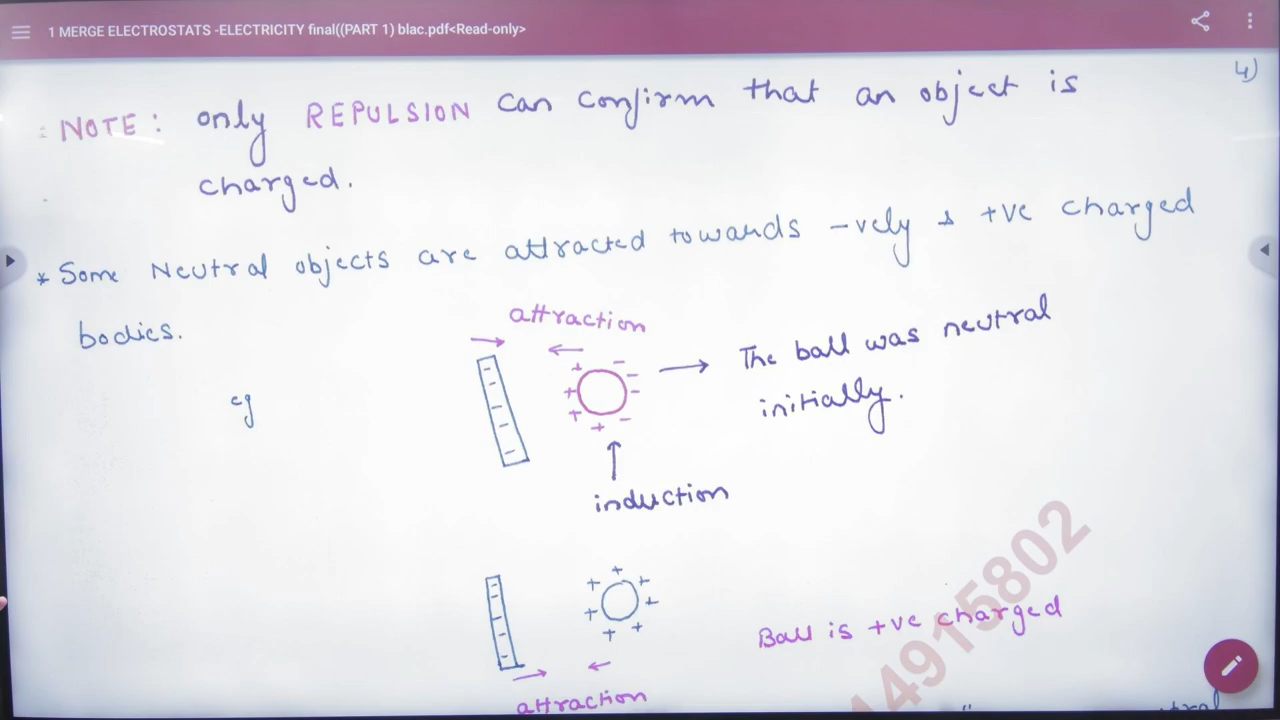 1 MERGE ELECTROSTATS -ELECTRICITY final((PART 1) blac.pdf<Read-only>
4)
NOTE: only REPULSION can confirm that an object is
charged.
* Some Neutral objects are attracted towards -vely & +ve charged
bodies.
attraction
eg
→ The ball was neutral
initially.
induction
Ball is +ve charged
attraction
14915802